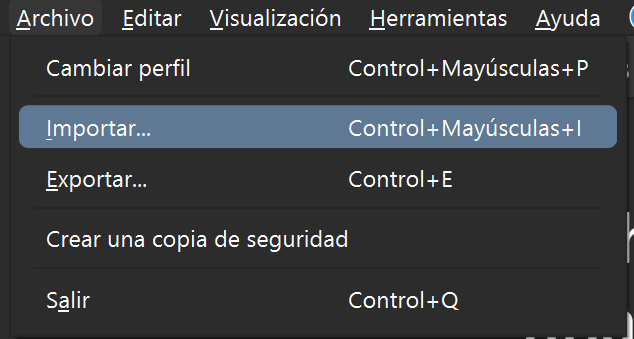 Archivo Editar Visualización Herramientas Ayuda
Cambiar perfil Control+Mayúsculas+P
Importar... Control+Mayúsculas+I
Exportar... Control+E
Crear una copia de seguridad
Salir Control+Q